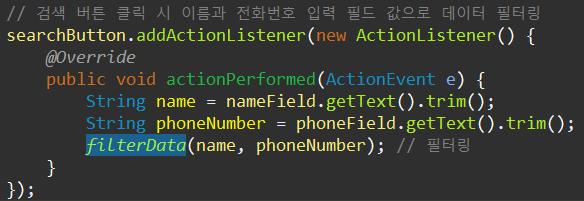 // 검색 버튼 클릭 시 이름과 전화번호 입력 필드 값으로 데이터 필터링
searchButton.addActionListener(new ActionListener() {
    @Override
    public void actionPerformed(ActionEvent e) {
        String name = nameField.getText().trim();
        String phoneNumber = phoneField.getText().trim();
        filterData(name, phoneNumber); // 필터링
    }
});